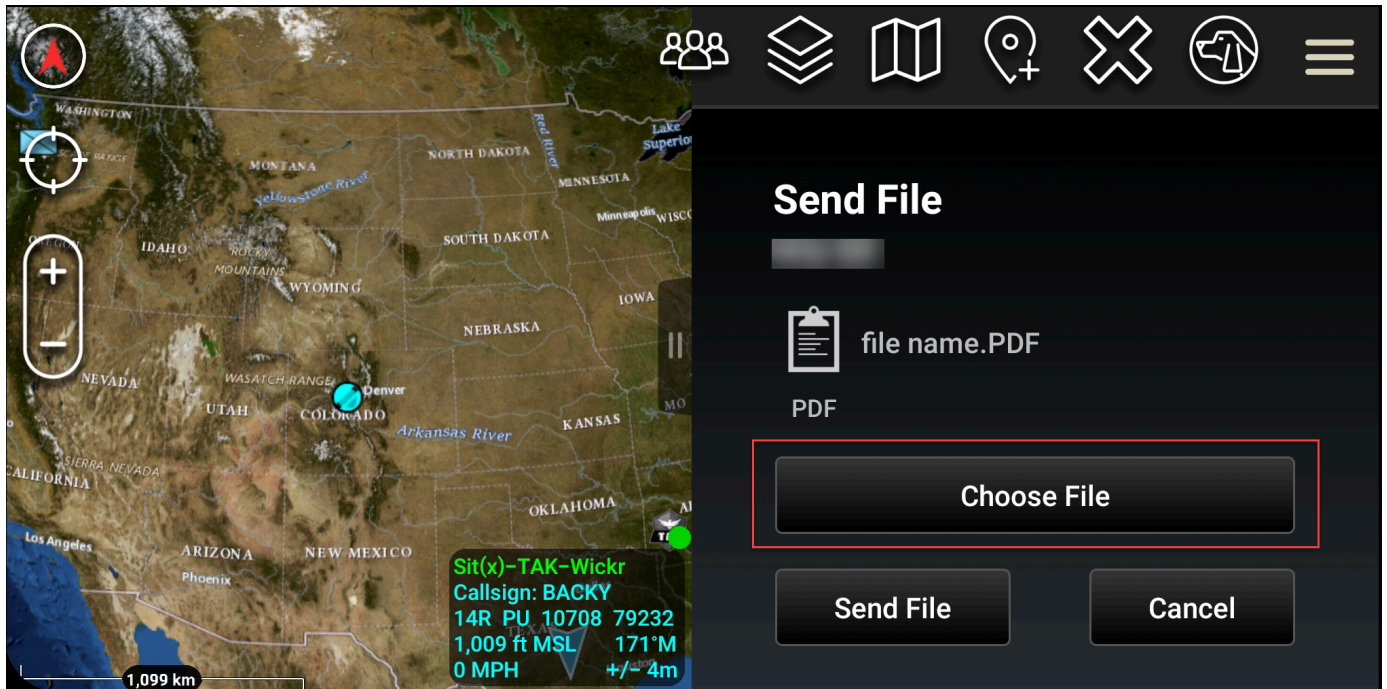 WASHINGTON
MONTANA
Yellowstone River
NORTH DAKOTA
Red River
Lake
Superio
MINNESOTA
Minneapolis
WISC
SOUTH DAKOTA
IDAHO
ROCKY
MOUNTAINS
WYOMING
IOWA
NEBRASKA
NEVADA
WASATCH RANGE
Denver
UTAH
COLORADO
MO
KANSAS
Arkansas River
SIERRA NEVADA
CALIFORNIA
OKLAHOMA
Los Angeles
ARIZONA
NEW MEXICO
Phoenix
Sit(x)-TAK-Wickr
Callsign: BACKY
14R PU 10708 79232
1,009 ft MSL 171°M
0 MPH +/- 4m
1,099 km
Send File
file name.PDF
PDF
Choose File
Send File
Cancel